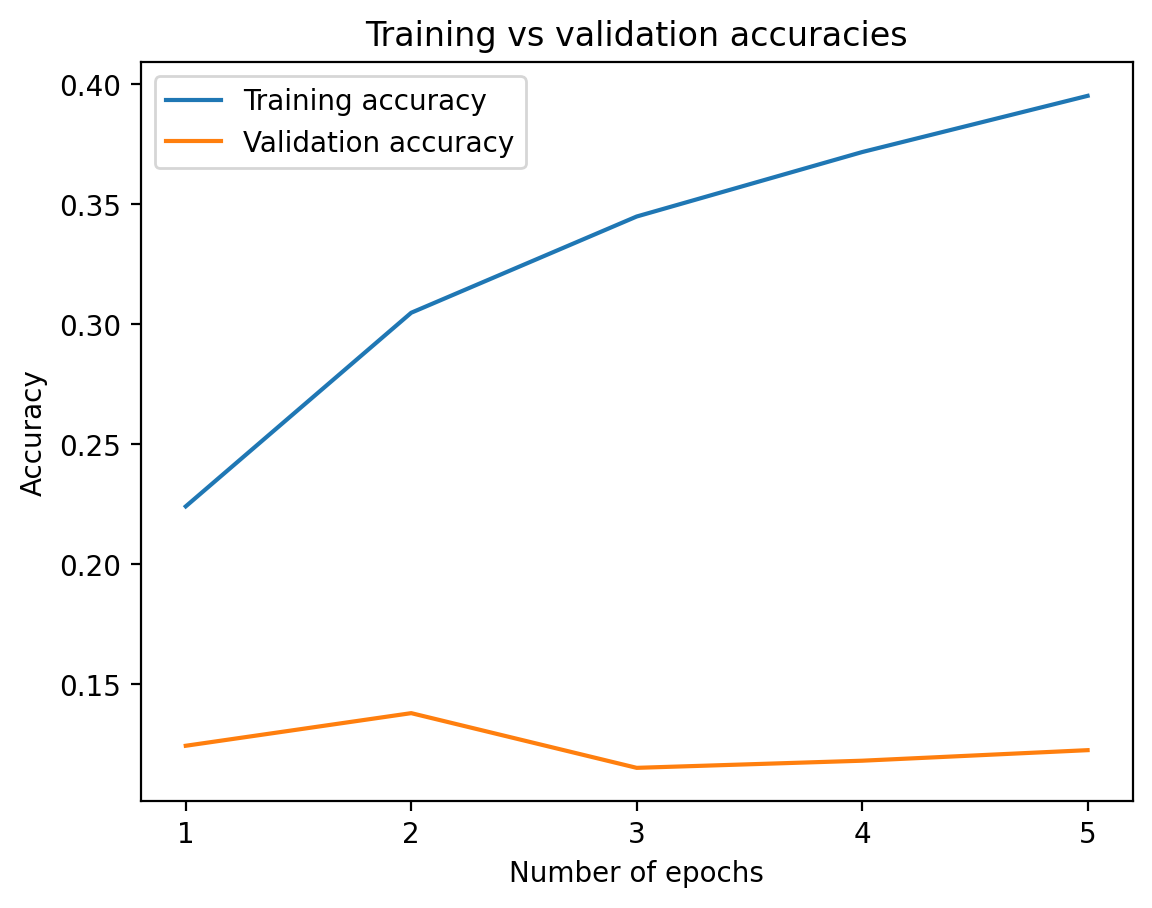 Training vs validation accuracies
0.40
Training accuracy
Validation accuracy
0.35
0.30
0.25
0.20
0.15
Accuracy
1 2 3 4 5
Number of epochs